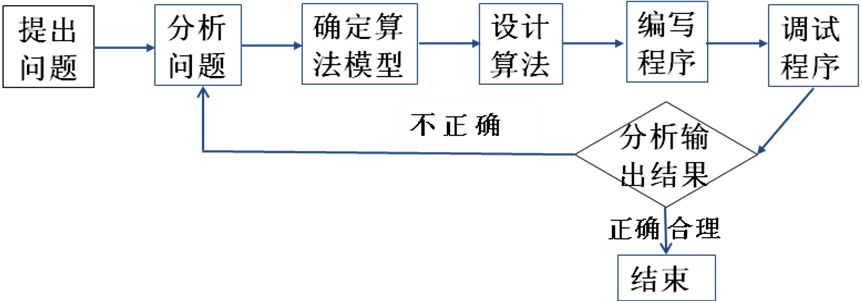 提出
问题
分析
问题
确定算
法模型
设计
算法
编写
程序
调试
程序
不正确
分析输
出结果
正确合理
结束